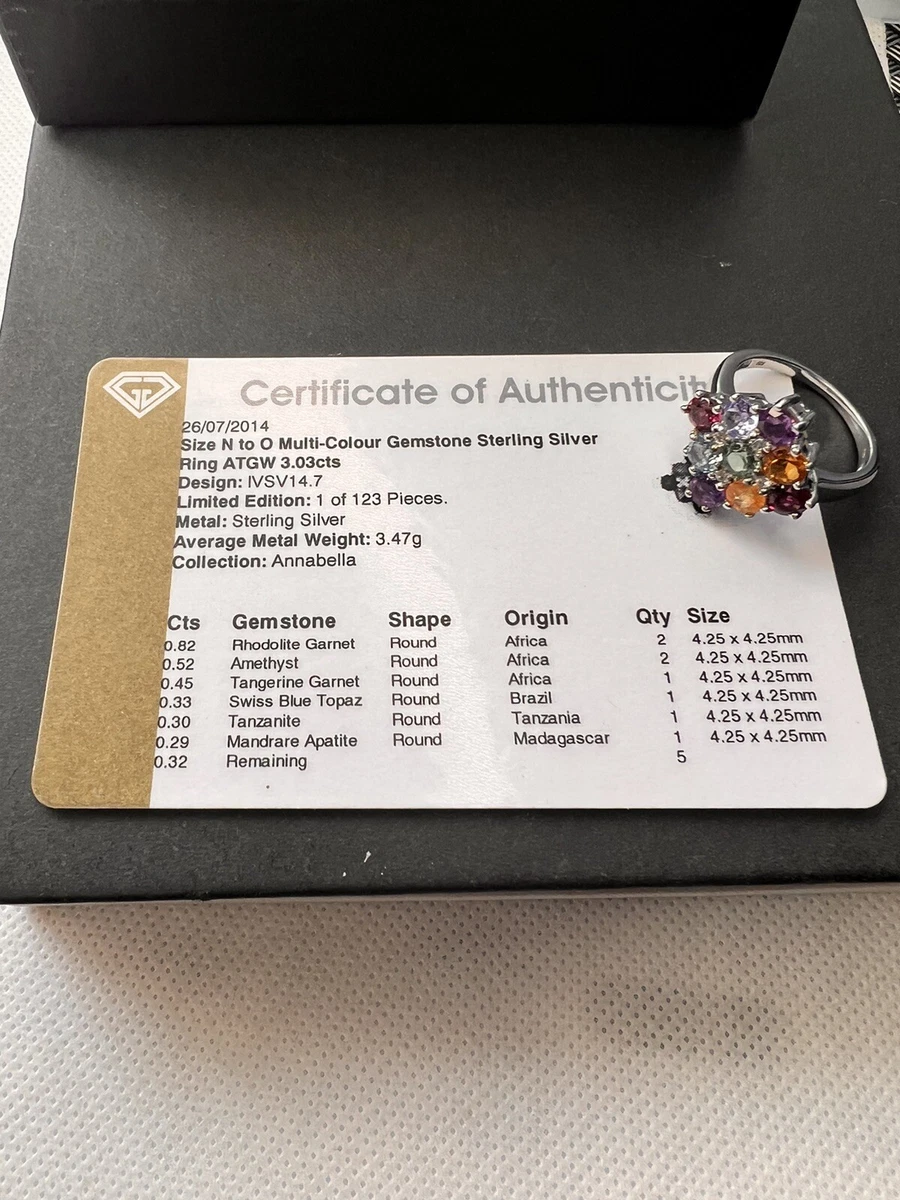 GG
Certificate of Authenticit
26/07/2014
Size N to O Multi-Colour Gemstone Sterling Silver
Ring ATGW 3.03cts
Design: IVSV14.7
Limited Edition: 1 of 123 Pieces.
Metal: Sterling Silver
Average Metal Weight: 3.47g
Collection: Annabella
Cts Gemstone Shape Origin Qty Size
0.82 Rhodolite Garnet Round Africa 2 4.25 x 4.25mm
0.52 Amethyst Round Africa 2 4.25 x 4.25mm
0.45 Tangerine Garnet Round Africa 1 4.25 x 4.25mm
0.33 Swiss Blue Topaz Round Brazil 1 4.25 x 4.25mm
0.30 Tanzanite Round Tanzania 1 4.25 x 4.25mm
0.29 Mandrare Apatite Round Madagascar 1 4.25 x 4.25mm
0.32 Remaining 5